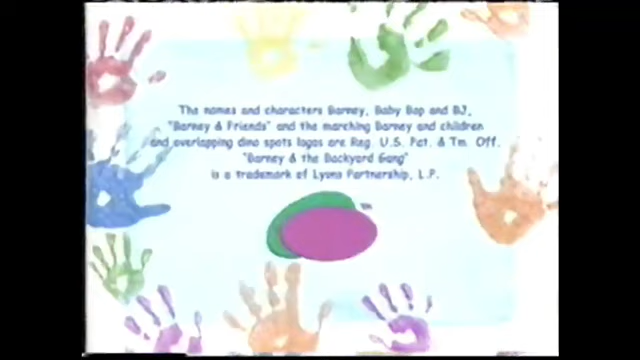 The names and characters Barney, Baby Bop and BJ,
"Barney & Friends" and the marching Barney and children
and overlapping dino spots logos are Reg. U.S. Pat. & Tm. Off.
"Barney & the Backyard Gang"
is a trademark of Lyons Partnership, L.P.